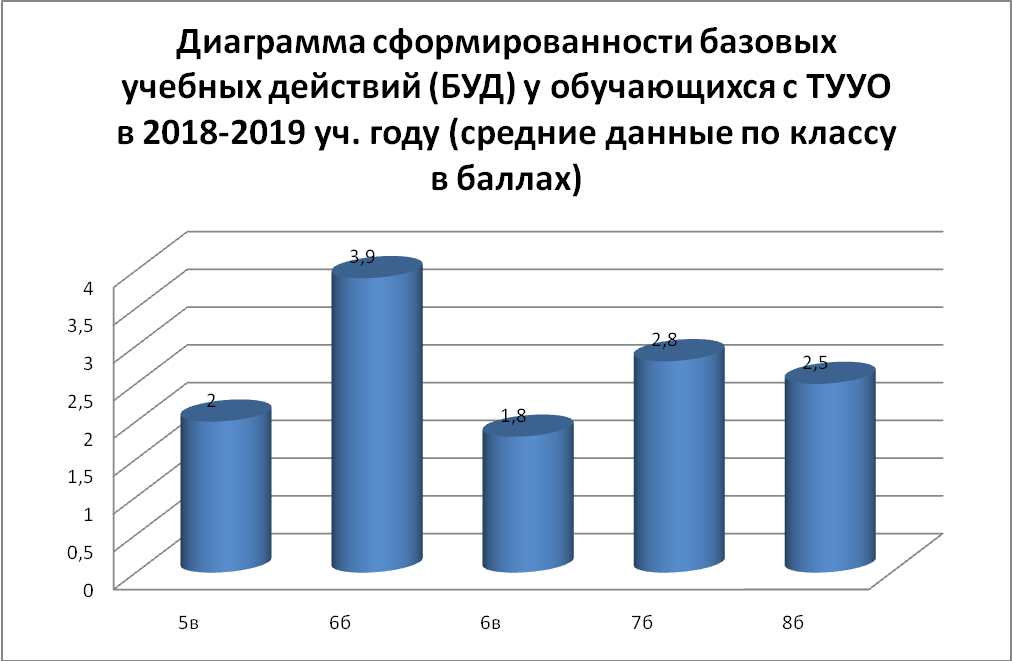 Диаграмма сформированности базовых
учебных действий (БУД) у обучающихся с ТУУО
в 2018-2019 уч. году (средние данные по классу
в баллах)
3,9
4
3,5
2,8
3
2,5
2,5
2
2
1,8
1,5
1
0,5
0
5в 6б 6в 7б 8б